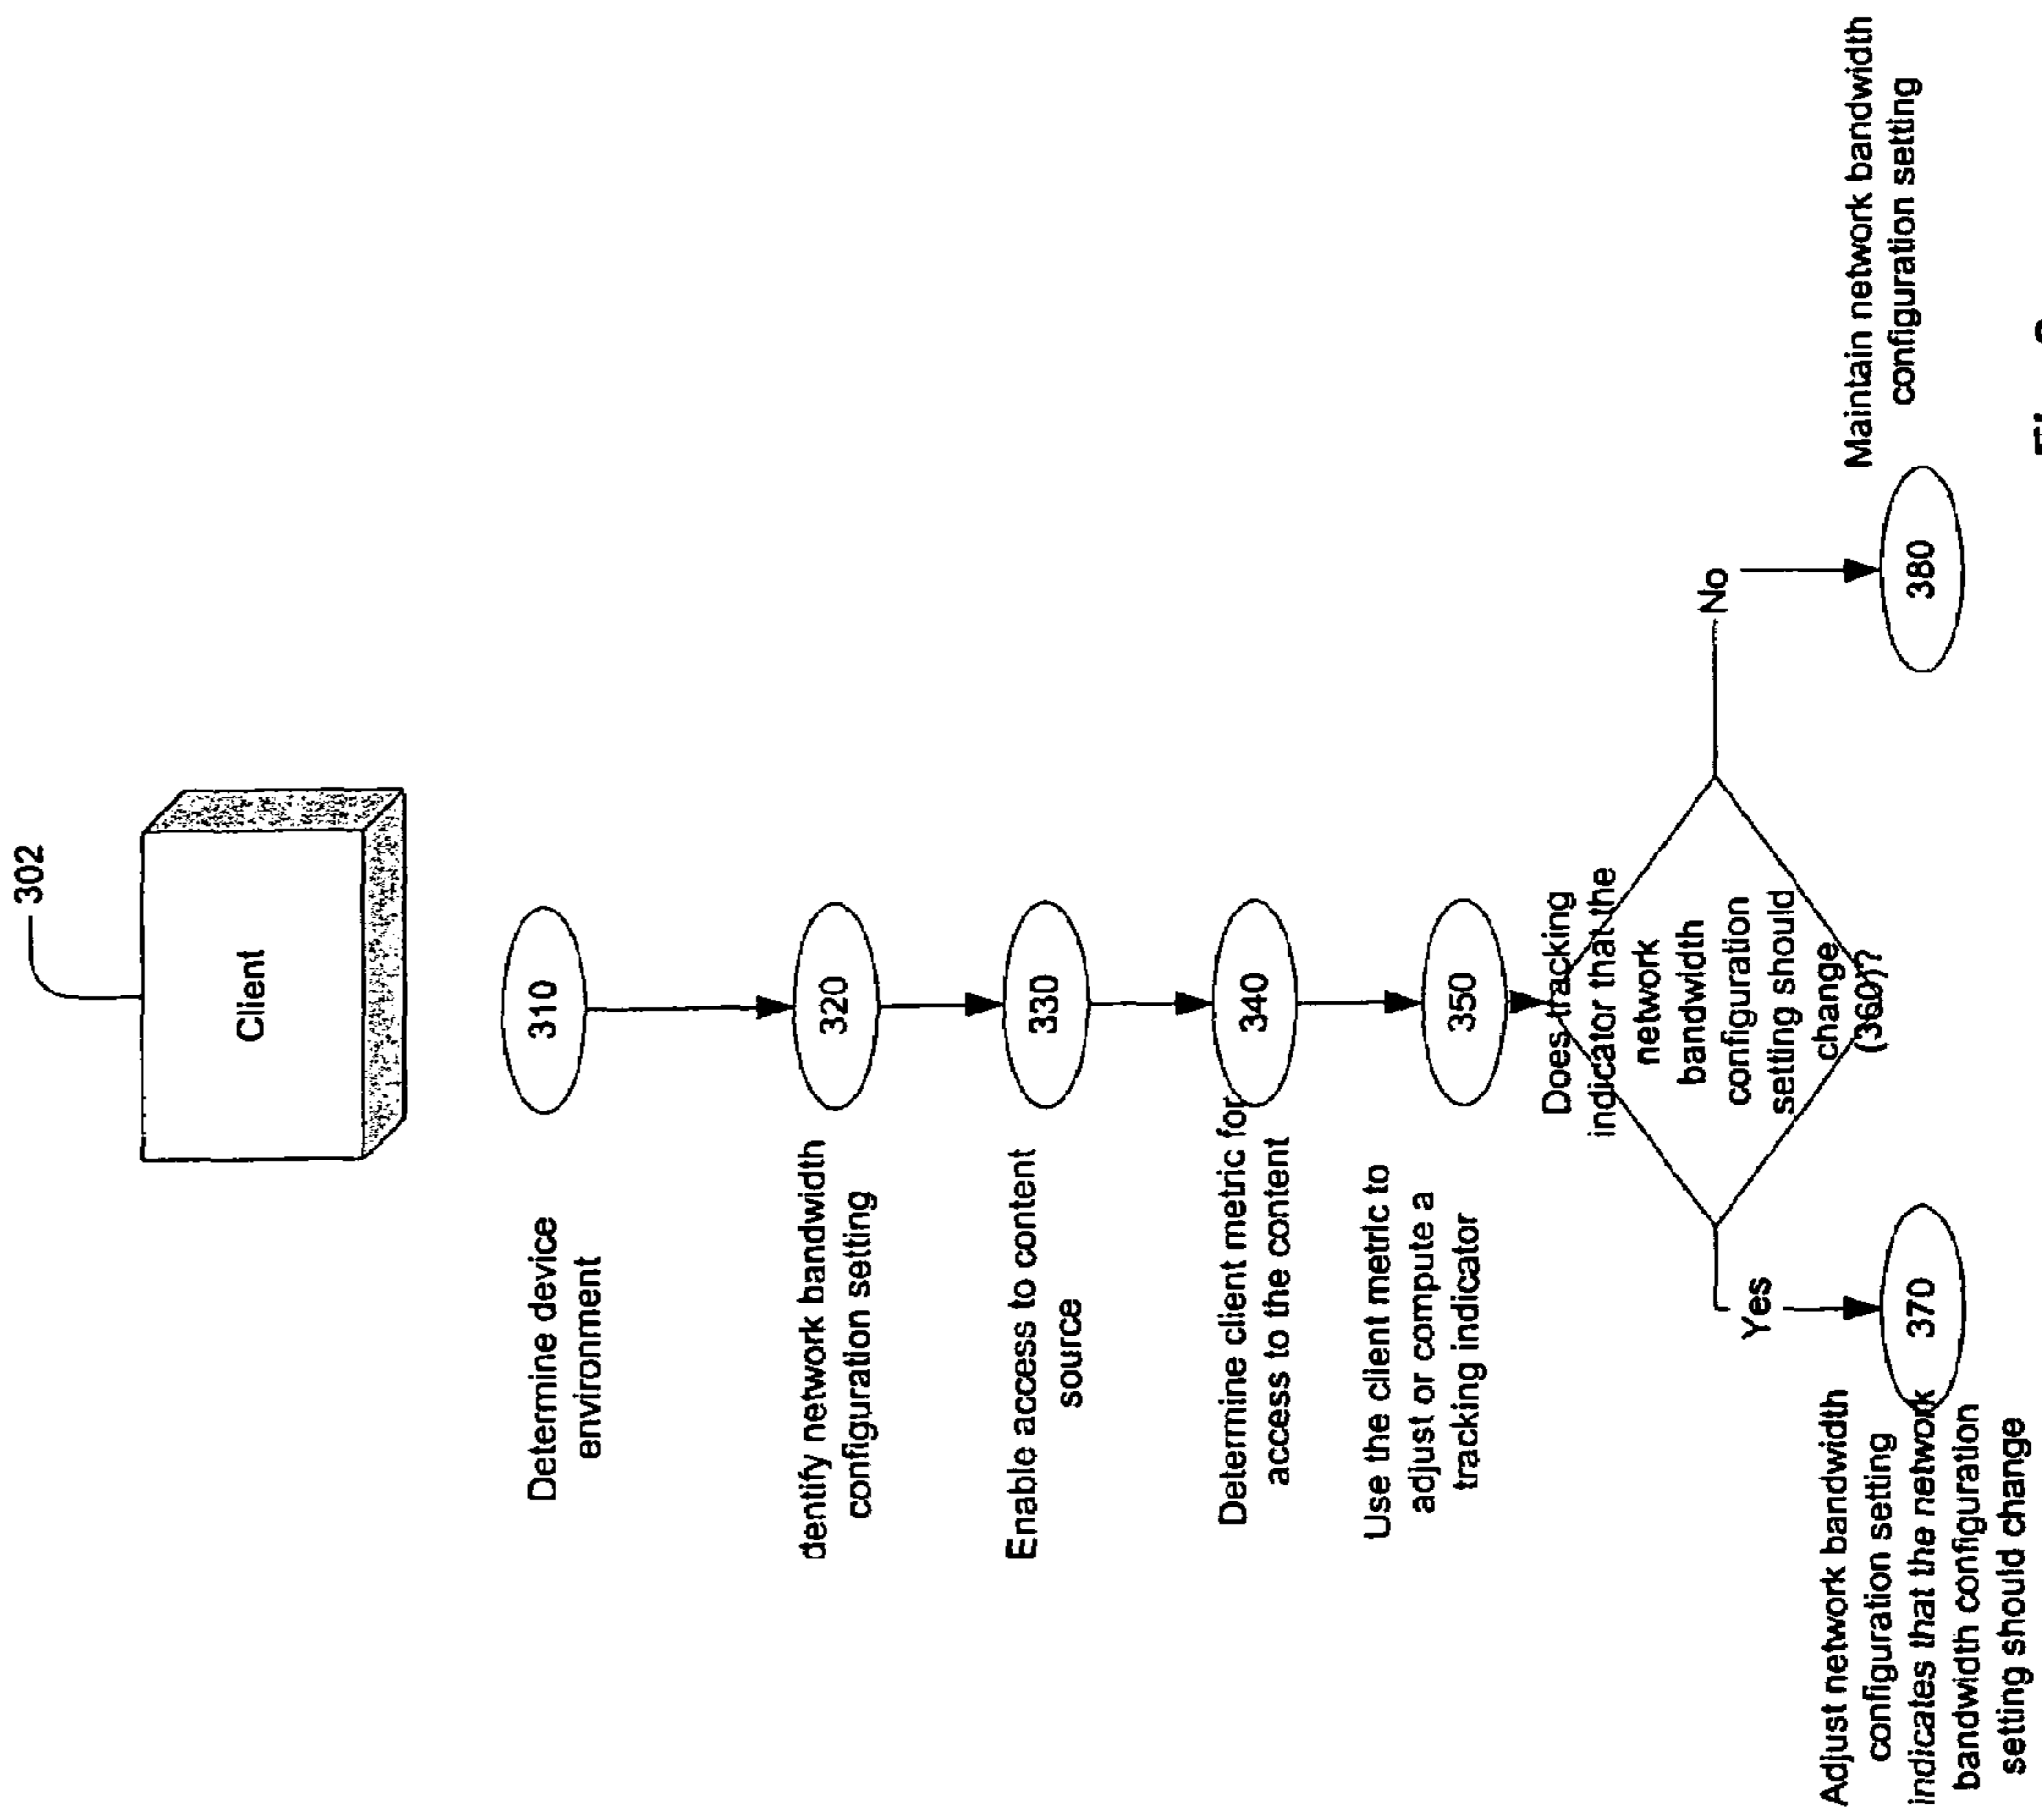 302
Client
310
Determine device
environment
320
dentify network bandwidth
configuration setting
330
Enable access to content
source
340
Determine client metric for
access to the content
350
Use the client metric to
adjust or compute a
tracking indicator
Does tracking
indicator that the
network
bandwidth
configuration
setting should
change
(360)?
Yes
No
370
Adjust network bandwidth
configuration setting
indicates that the network
bandwidth configuration
setting should change
380
Maintain network bandwidth
configuration setting